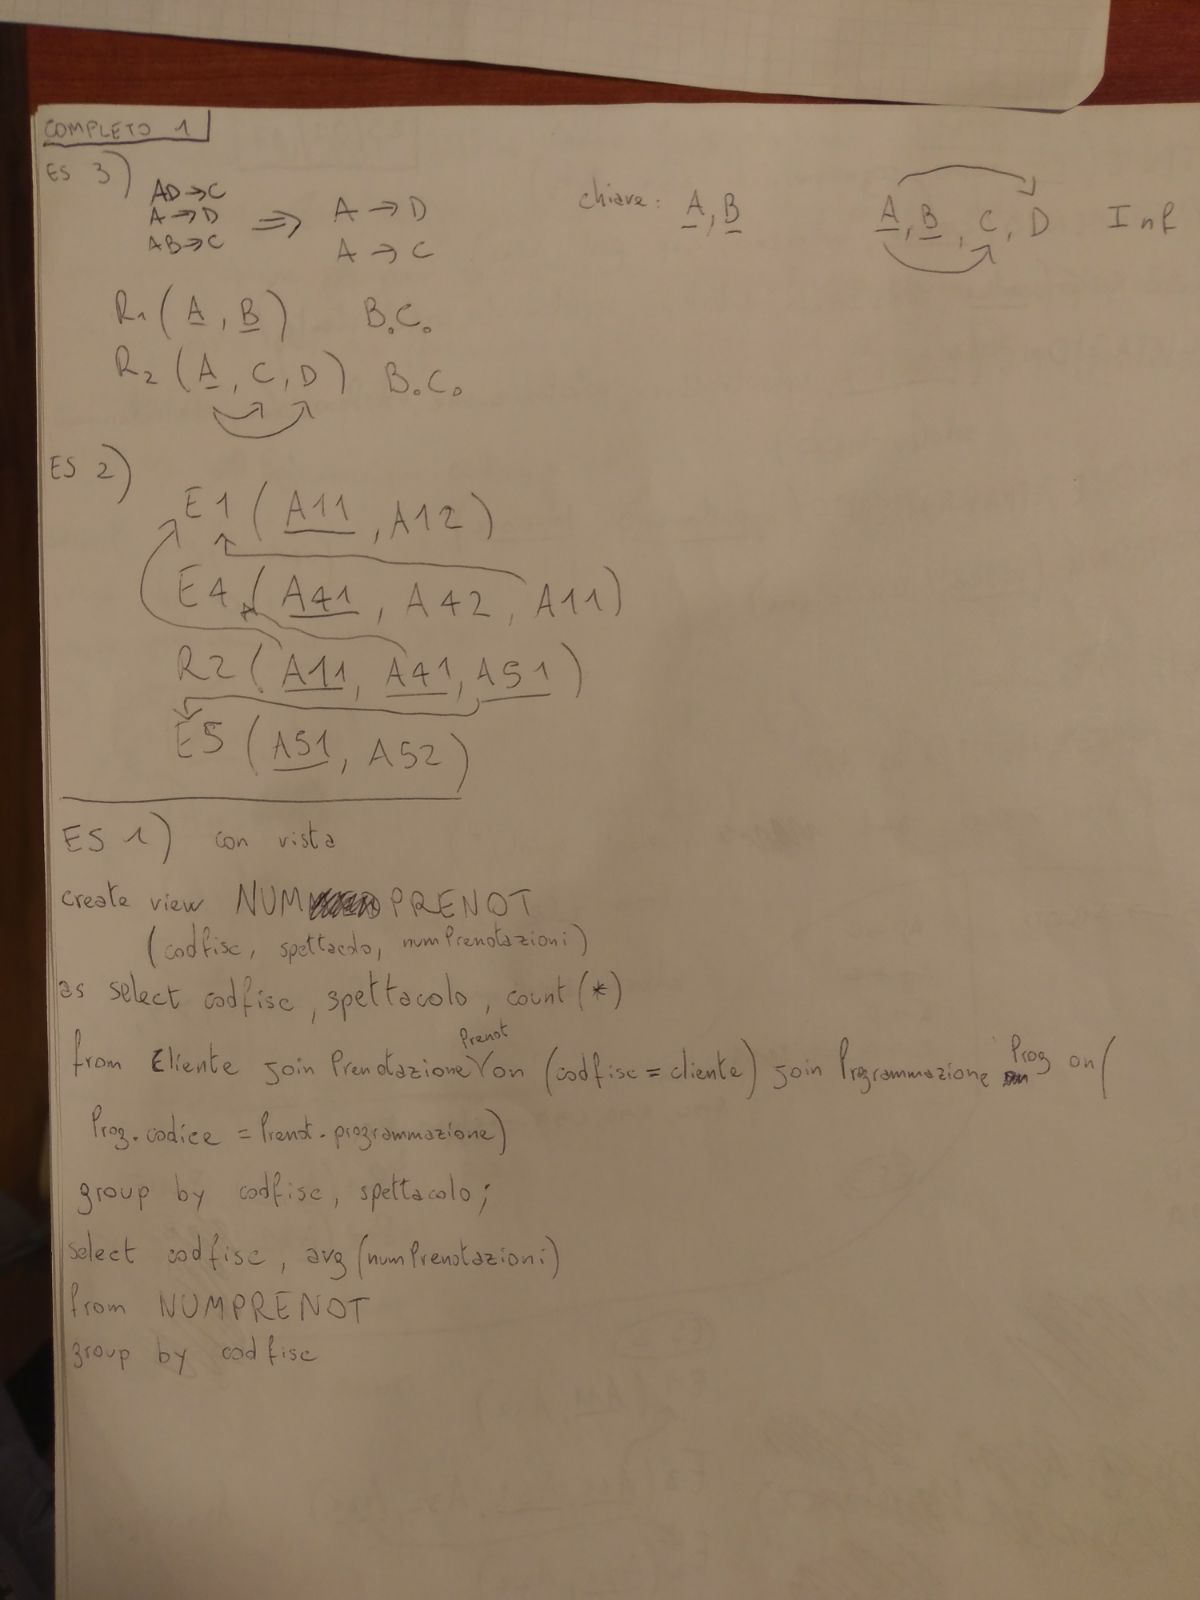 COMPLETO 1
ES 3)
AD→C
A→D
AB→C
⇒
A → D
A → C
chiave: A, B
A, B, C, D 1nF
R1 (A, B) B.C.
R2 (A, C, D) B.C.
ES 2)
E1 (A11, A12)
E4 (A41, A42, A11)
R2 (A11, A41, A51)
E5 (A51, A52)
ES 1) con vista
create view NUMPRENOT
(codfisc, spettacolo, numPrenotazioni)
as select codfisc, spettacolo, count(*)
from Cliente join Prenotazione Prenot on (codfisc = cliente) join Programmazione Prog on (
Prog.codice = Prenot.programmazione)
group by codfisc, spettacolo;
select codfisc, avg(numPrenotazioni)
from NUMPRENOT
group by codfisc